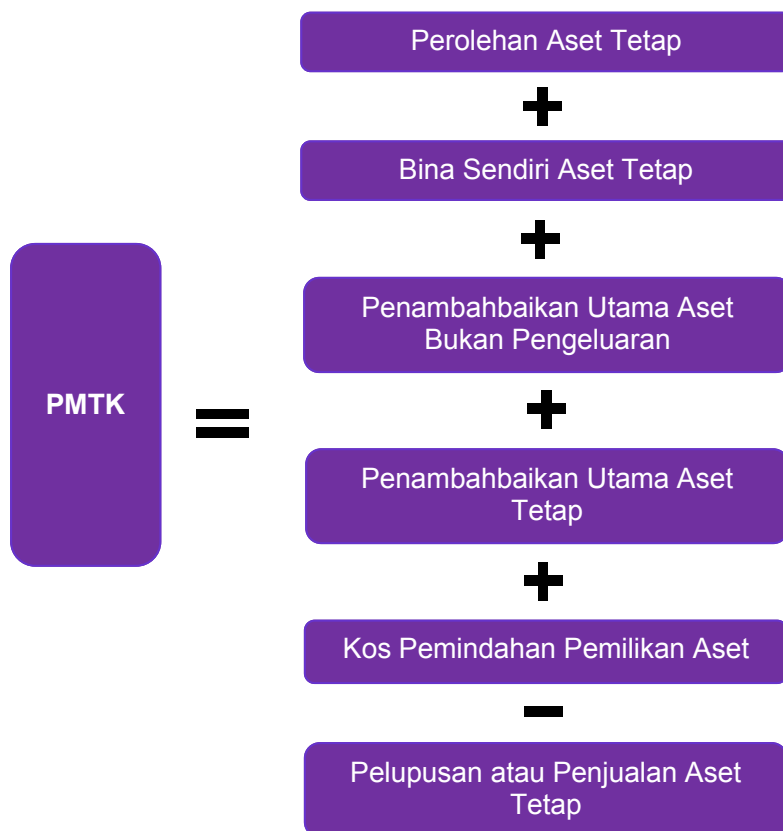 Perolehan Aset Tetap
+
Bina Sendiri Aset Tetap
+
Penambahbaikan Utama Aset
Bukan Pengeluaran
PMTK
=
+
Penambahbaikan Utama Aset
Tetap
+
Kos Pemindahan Pemilikan Aset
−
Pelupusan atau Penjualan Aset
Tetap